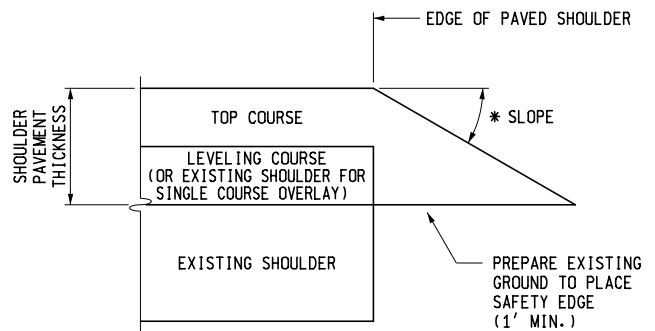 EDGE OF PAVED SHOULDER
SHOULDER
PAVEMENT
THICKNESS
TOP COURSE
* SLOPE
LEVELING COURSE
(OR EXISTING SHOULDER FOR
SINGLE COURSE OVERLAY)
EXISTING SHOULDER
PREPARE EXISTING
GROUND TO PLACE
SAFETY EDGE
(1' MIN.)